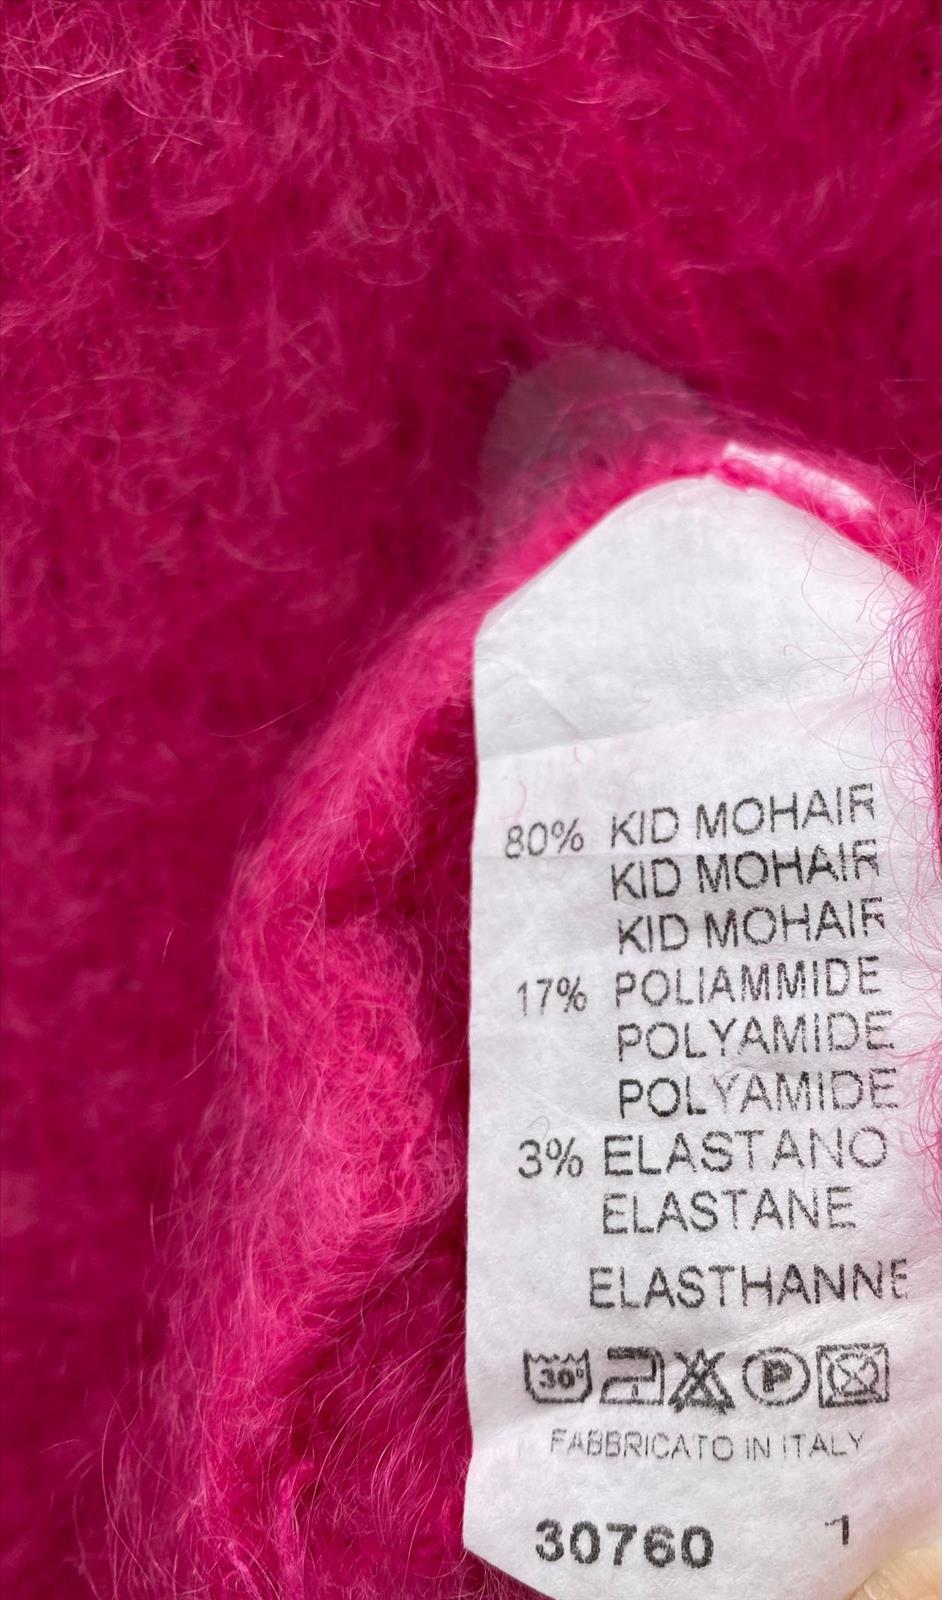 80% KID MOHAIR
KID MOHAIR
KID MOHAIR
17% POLIAMMIDE
POLYAMIDE
POLYAMIDE
3% ELASTANO
ELASTANE
ELASTHANNE
30° P
FABBRICATO IN ITALY
30760 1